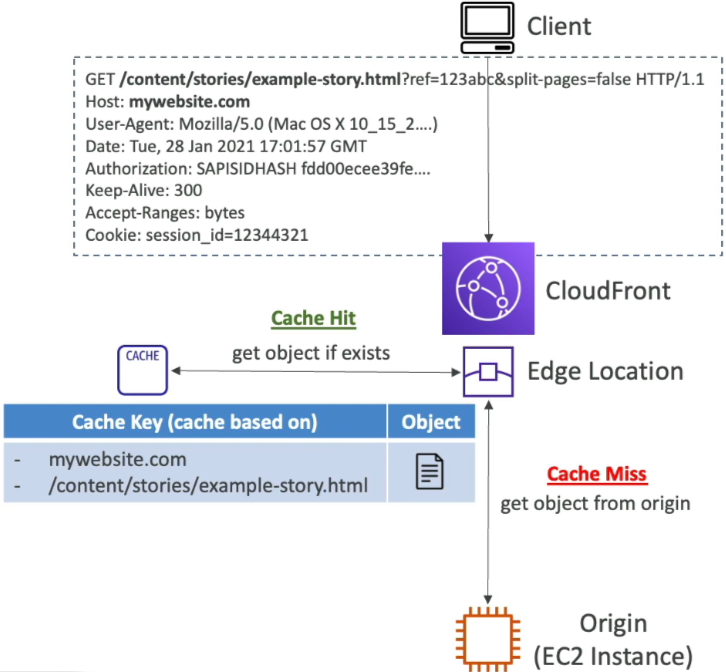 Client
GET /content/stories/example-story.html?ref=123abc&split-pages=false HTTP/1.1
Host: mywebsite.com
User-Agent: Mozilla/5.0 (Mac OS X 10_15_2....)
Date: Tue, 28 Jan 2021 17:01:57 GMT
Authorization: SAPISIDHASH fdd00ecee39fe....
Keep-Alive: 300
Accept-Ranges: bytes
Cookie: session_id=12344321
CloudFront
Cache Hit
get object if exists
CACHE
Edge Location
Cache Key (cache based on) Object
- mywebsite.com
- /content/stories/example-story.html
Cache Miss
get object from origin
Origin
(EC2 Instance)